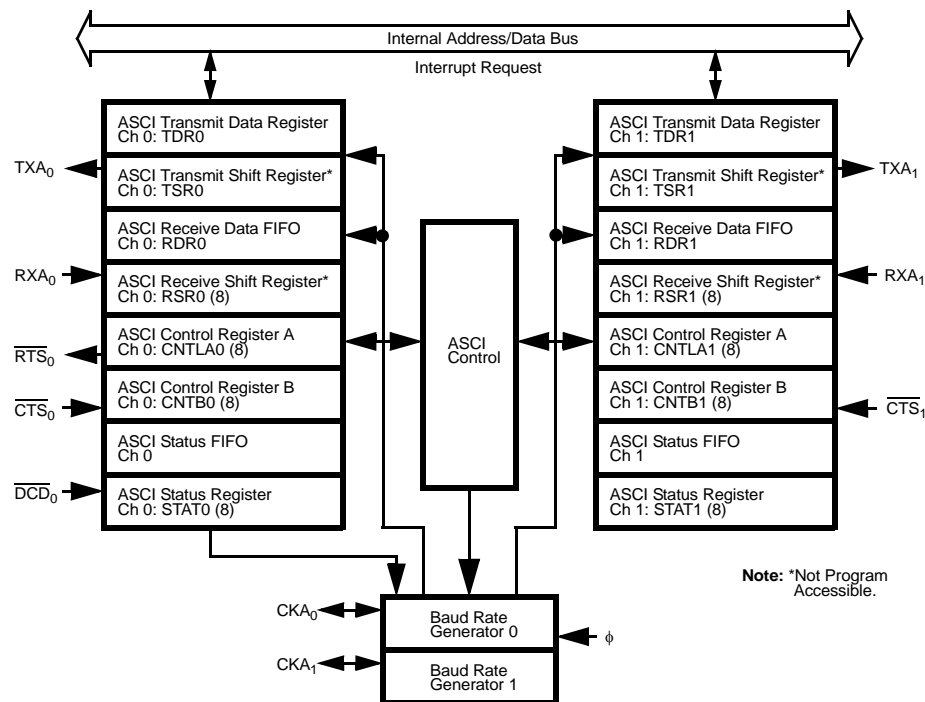 Internal Address/Data Bus
Interrupt Request
ASCI Transmit Data Register
Ch 0: TDR0
ASCI Transmit Shift Register*
Ch 0: TSR0
ASCI Receive Data FIFO
Ch 0: RDR0
ASCI Receive Shift Register*
Ch 0: RSR0 (8)
ASCI Control Register A
Ch 0: CNTLA0 (8)
ASCI Control Register B
Ch 0: CNTB0 (8)
ASCI Status FIFO
Ch 0
ASCI Status Register
Ch 0: STAT0 (8)
TXA0
RXA0
RTS0
CTS0
DCD0
ASCI
Control
ASCI Transmit Data Register
Ch 1: TDR1
ASCI Transmit Shift Register*
Ch 1: TSR1
ASCI Receive Data FIFO
Ch 1: RDR1
ASCI Receive Shift Register*
Ch 1: RSR1 (8)
ASCI Control Register A
Ch 1: CNTLA1 (8)
ASCI Control Register B
Ch 1: CNTB1 (8)
ASCI Status FIFO
Ch 1
ASCI Status Register
Ch 1: STAT1 (8)
TXA1
RXA1
CTS1
Note: *Not Program
Accessible.
CKA0
Baud Rate
Generator 0
ϕ
CKA1
Baud Rate
Generator 1